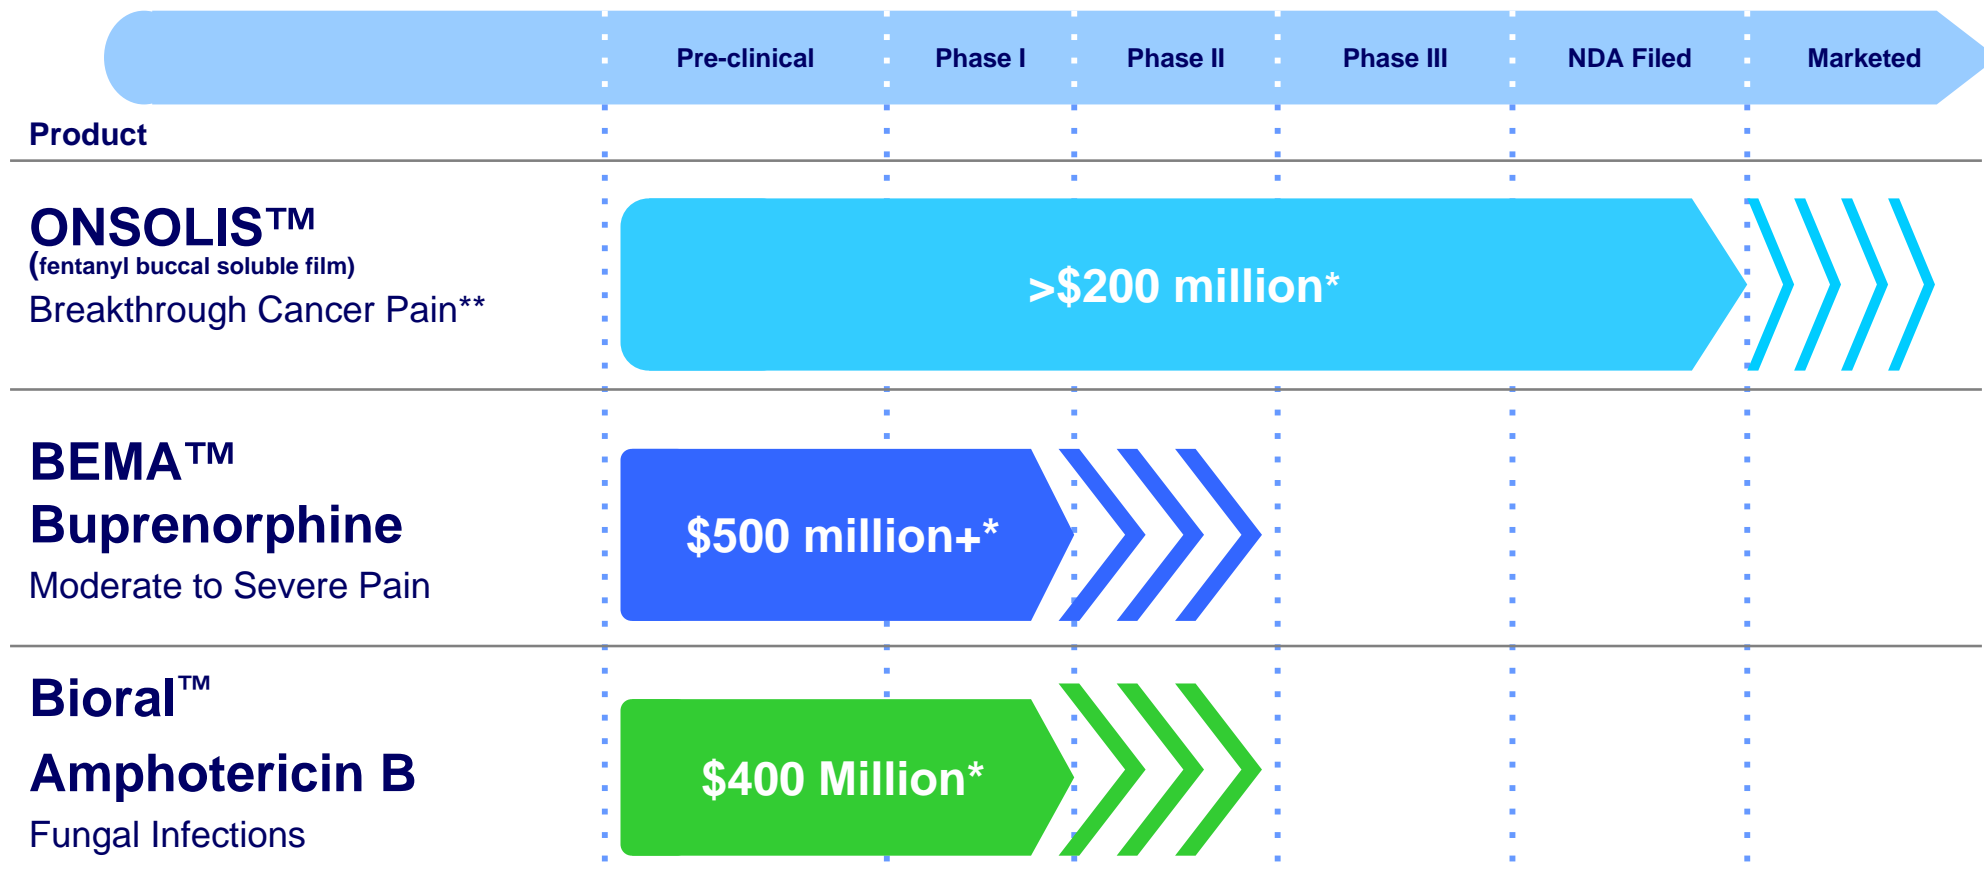 Pre-clinical Phase I Phase II Phase III NDA Filed Marketed
Product
ONSOLIS™
(fentanyl buccal soluble film)
Breakthrough Cancer Pain**
>$200 million*
BEMA™
Buprenorphine
Moderate to Severe Pain
$500 million+*
Bioral™
Amphotericin B
Fungal Infections
$400 Million*